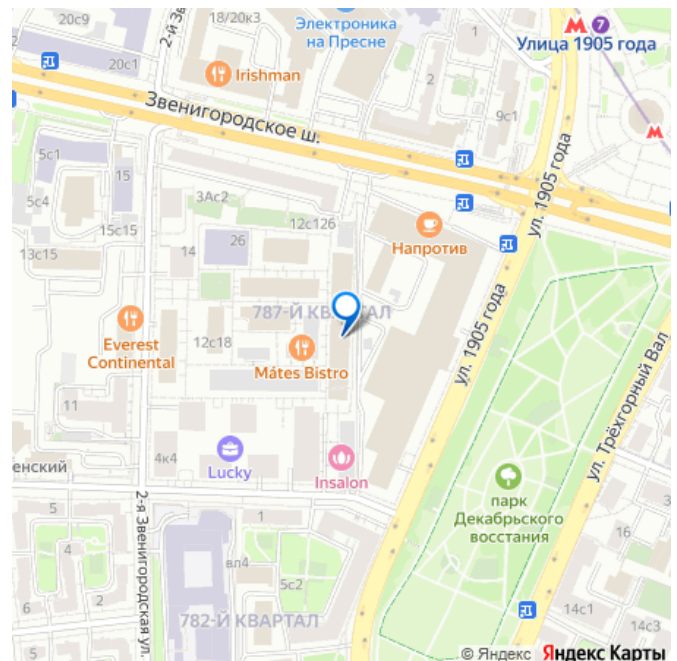 18/20к3
2-й Зве
Электроника
на Пресне
1
7
Улица 1905 года
20с9
20с1
Irishman
2
9с1
Звенигородское ш.
5с1
15
5с4
15с15
13с15
3Ас2
12с126
26
14
Напротив
ул. 1905 года
787-Й КВАРТАЛ
Everest
Continental
12с18
Mátes Bistro
ул. 1905 года
ул. Трёхгорный Вал
11
4к4
Lucky
Insalon
енский
парк
Декабрьского
восстания
2-я Звенигородская ул.
5
1
16
вл4
5с2
2
6
782-Й КВАРТАЛ
14с1
14с3
© Яндекс Яндекс Карты